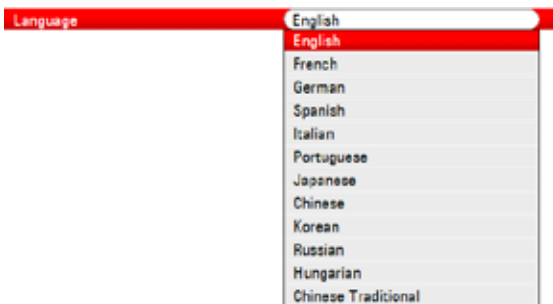 Language English
English
French
German
Spanish
Italian
Portuguese
Japanese
Chinese
Korean
Russian
Hungarian
Chinese Traditional